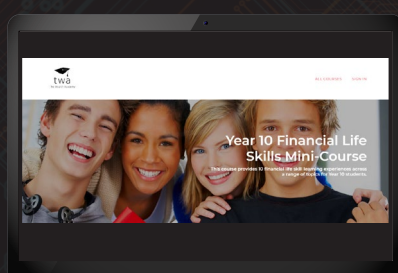 twa
ALL COURSES SIGN IN
Year 10 Financial Life
Skills Mini-Course
This course provides 10 financial life skill learning experiences across
a range of topics for Year 10 students.